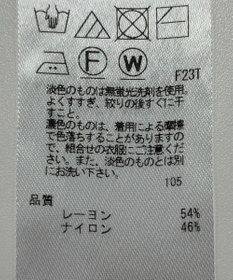 F
W
F23T
淡色のものは無蛍光洗剤を使用。
よくすすぎ、絞りの後すぐに干
すこと。
濃色のものは、着用による摩擦
で色落ちすることがありますの
で、組合せの衣服にご注意くださ
い。また、淡色のものとは別
にお洗い下さい。
105
品質
レーヨン 54%
ナイロン 46%